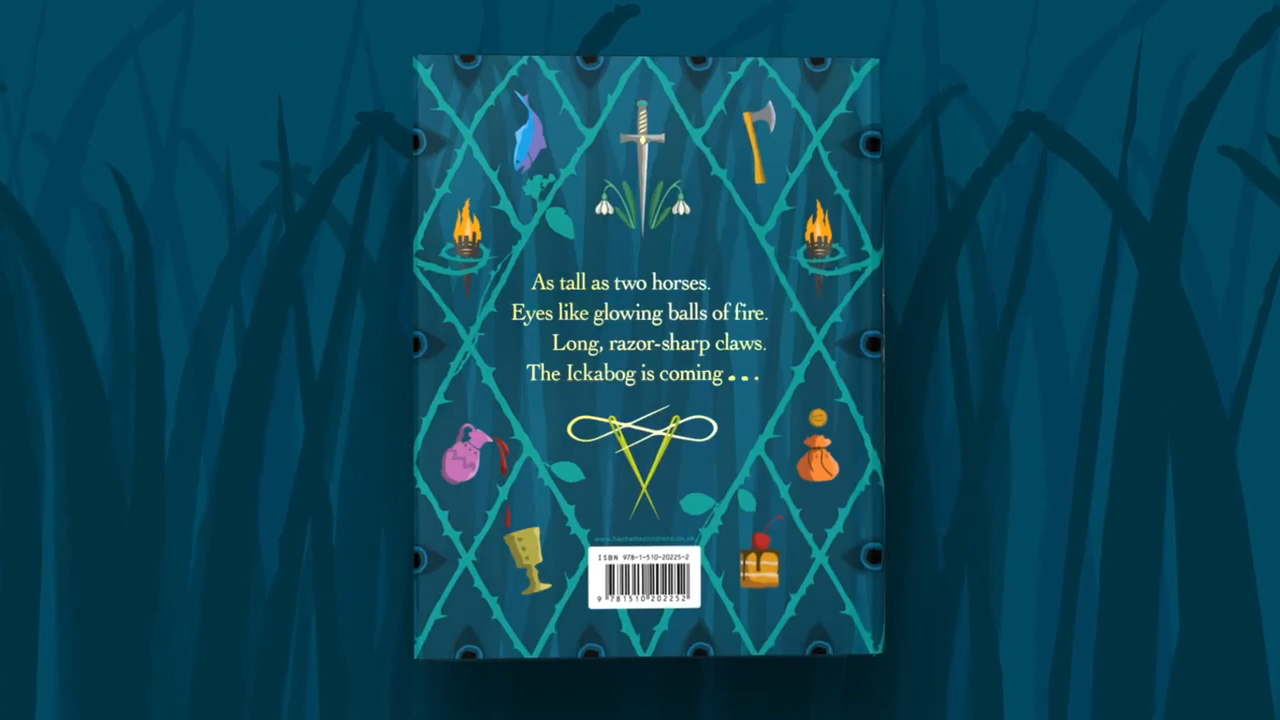 As tall as two horses.
Eyes like glowing balls of fire.
Long, razor-sharp claws.
The Ickabog is coming . . .
www.hachettechildrens.co.uk
ISBN 978-1-510-20225-2
9 781510 202252